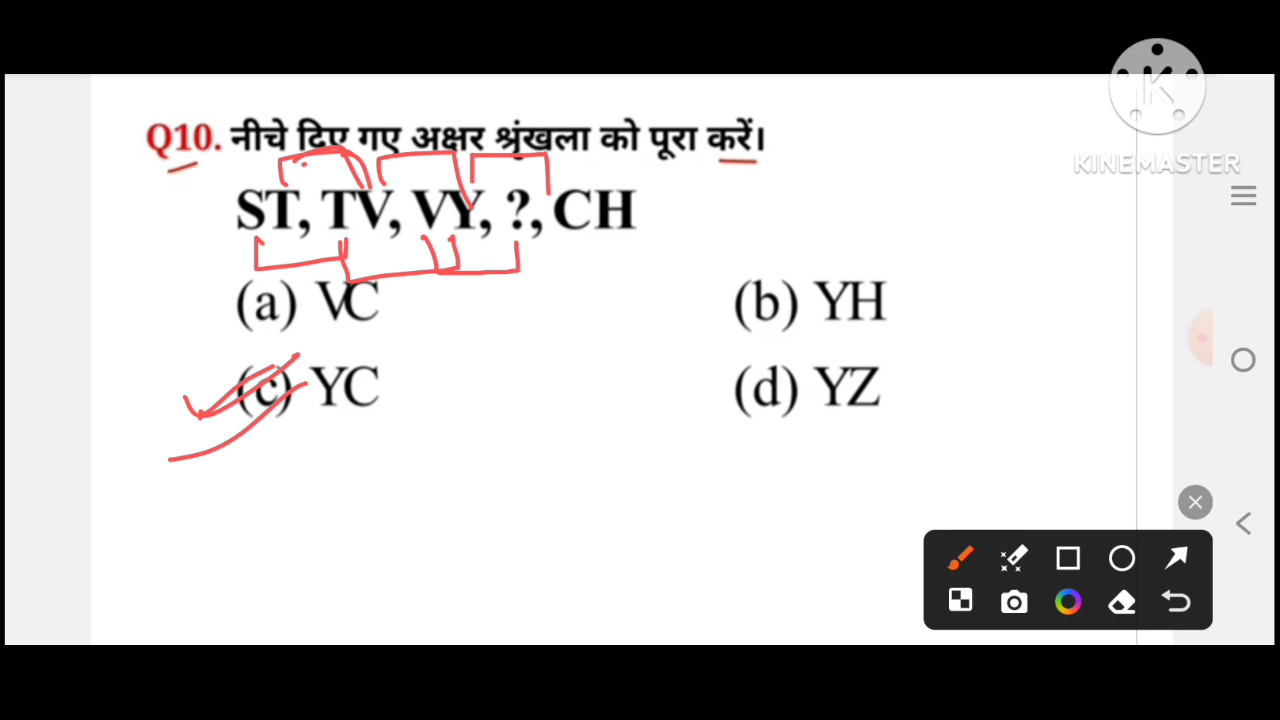 KINEMASTER
Q10. नीचे दिए गए अक्षर श्रृंखला को पूरा करें।
ST, TV, VY, ?, CH
(a) VC (b) YH
(c) YC (d) YZ